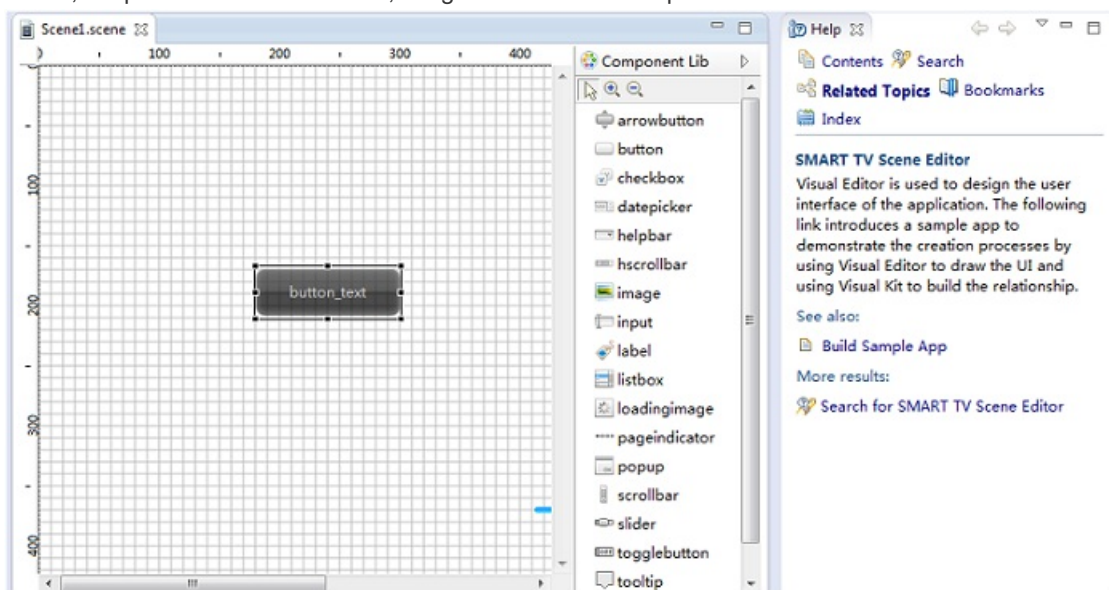 Scene1.scene
0 100 200 300 400
100
200
300
400
button_text
Component Lib
arrowbutton
button
checkbox
datepicker
helpbar
hscrollbar
image
input
label
listbox
loadingimage
pageindicator
popup
scrollbar
slider
togglebutton
tooltip
Help
Contents Search
Related Topics Bookmarks
Index
SMART TV Scene Editor
Visual Editor is used to design the user
interface of the application. The following
link introduces a sample app to
demonstrate the creation processes by
using Visual Editor to draw the UI and
using Visual Kit to build the relationship.
See also:
Build Sample App
More results:
Search for SMART TV Scene Editor